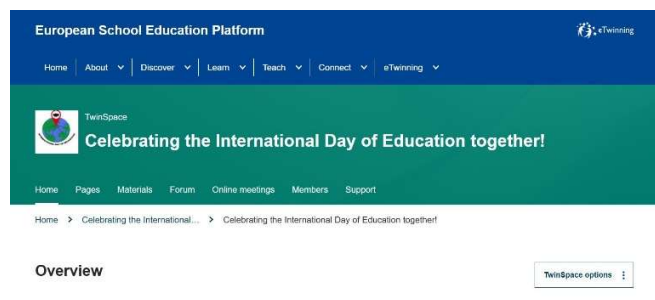 European School Education Platform
eTwinning
Home About Discover Learn Teach Connect eTwinning
TwinSpace
Celebrating the International Day of Education together!
Home Pages Materials Forum Online meetings Members Support
Home > Celebrating the International... > Celebrating the International Day of Education together!
Overview
TwinSpace options